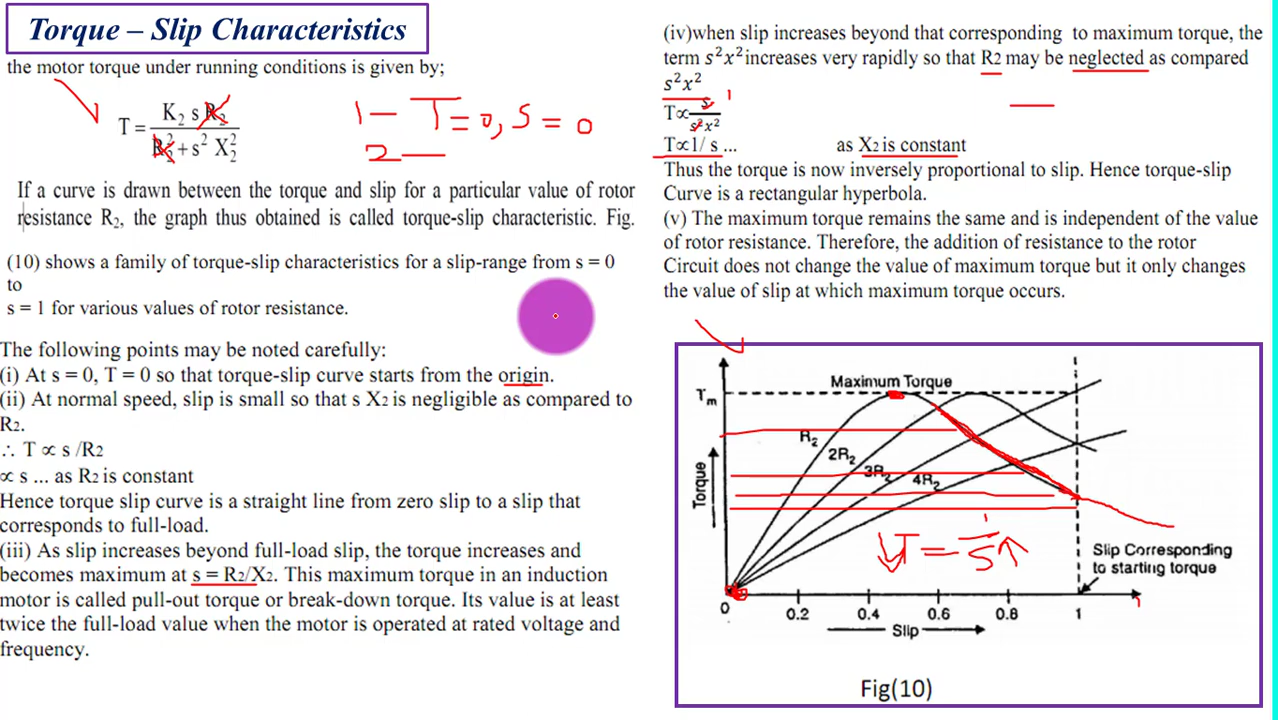 Torque – Slip Characteristics
the motor torque under running conditions is given by;
T = K₂ s R₂ / R₂² + s² X₂²
1 — T = 0, S = 0
2 —
If a curve is drawn between the torque and slip for a particular value of rotor
resistance R₂, the graph thus obtained is called torque-slip characteristic. Fig.
(10) shows a family of torque-slip characteristics for a slip-range from s = 0
to
s = 1 for various values of rotor resistance.
The following points may be noted carefully:
(i) At s = 0, T = 0 so that torque-slip curve starts from the origin.
(ii) At normal speed, slip is small so that s X₂ is negligible as compared to
R₂.
∴ T ∝ s /R₂
∝ s ... as R₂ is constant
Hence torque slip curve is a straight line from zero slip to a slip that
corresponds to full-load.
(iii) As slip increases beyond full-load slip, the torque increases and
becomes maximum at s = R₂/X₂. This maximum torque in an induction
motor is called pull-out torque or break-down torque. Its value is at least
twice the full-load value when the motor is operated at rated voltage and
frequency.
(iv)when slip increases beyond that corresponding to maximum torque, the
term s²x² increases very rapidly so that R2 may be neglected as compared
s²x²
T∝ s / s²x² 1
T∝1/ s ... as X₂ is constant
Thus the torque is now inversely proportional to slip. Hence torque-slip
Curve is a rectangular hyperbola.
(v) The maximum torque remains the same and is independent of the value
of rotor resistance. Therefore, the addition of resistance to the rotor
Circuit does not change the value of maximum torque but it only changes
the value of slip at which maximum torque occurs.
Maximum Torque
Tm
R₂
2R₂
3R₂
4R₂
Torque
↓T = 1/S↑
Slip Corresponding
to starting torque
0 0.2 0.4 0.6 0.8 1
Slip
Fig(10)